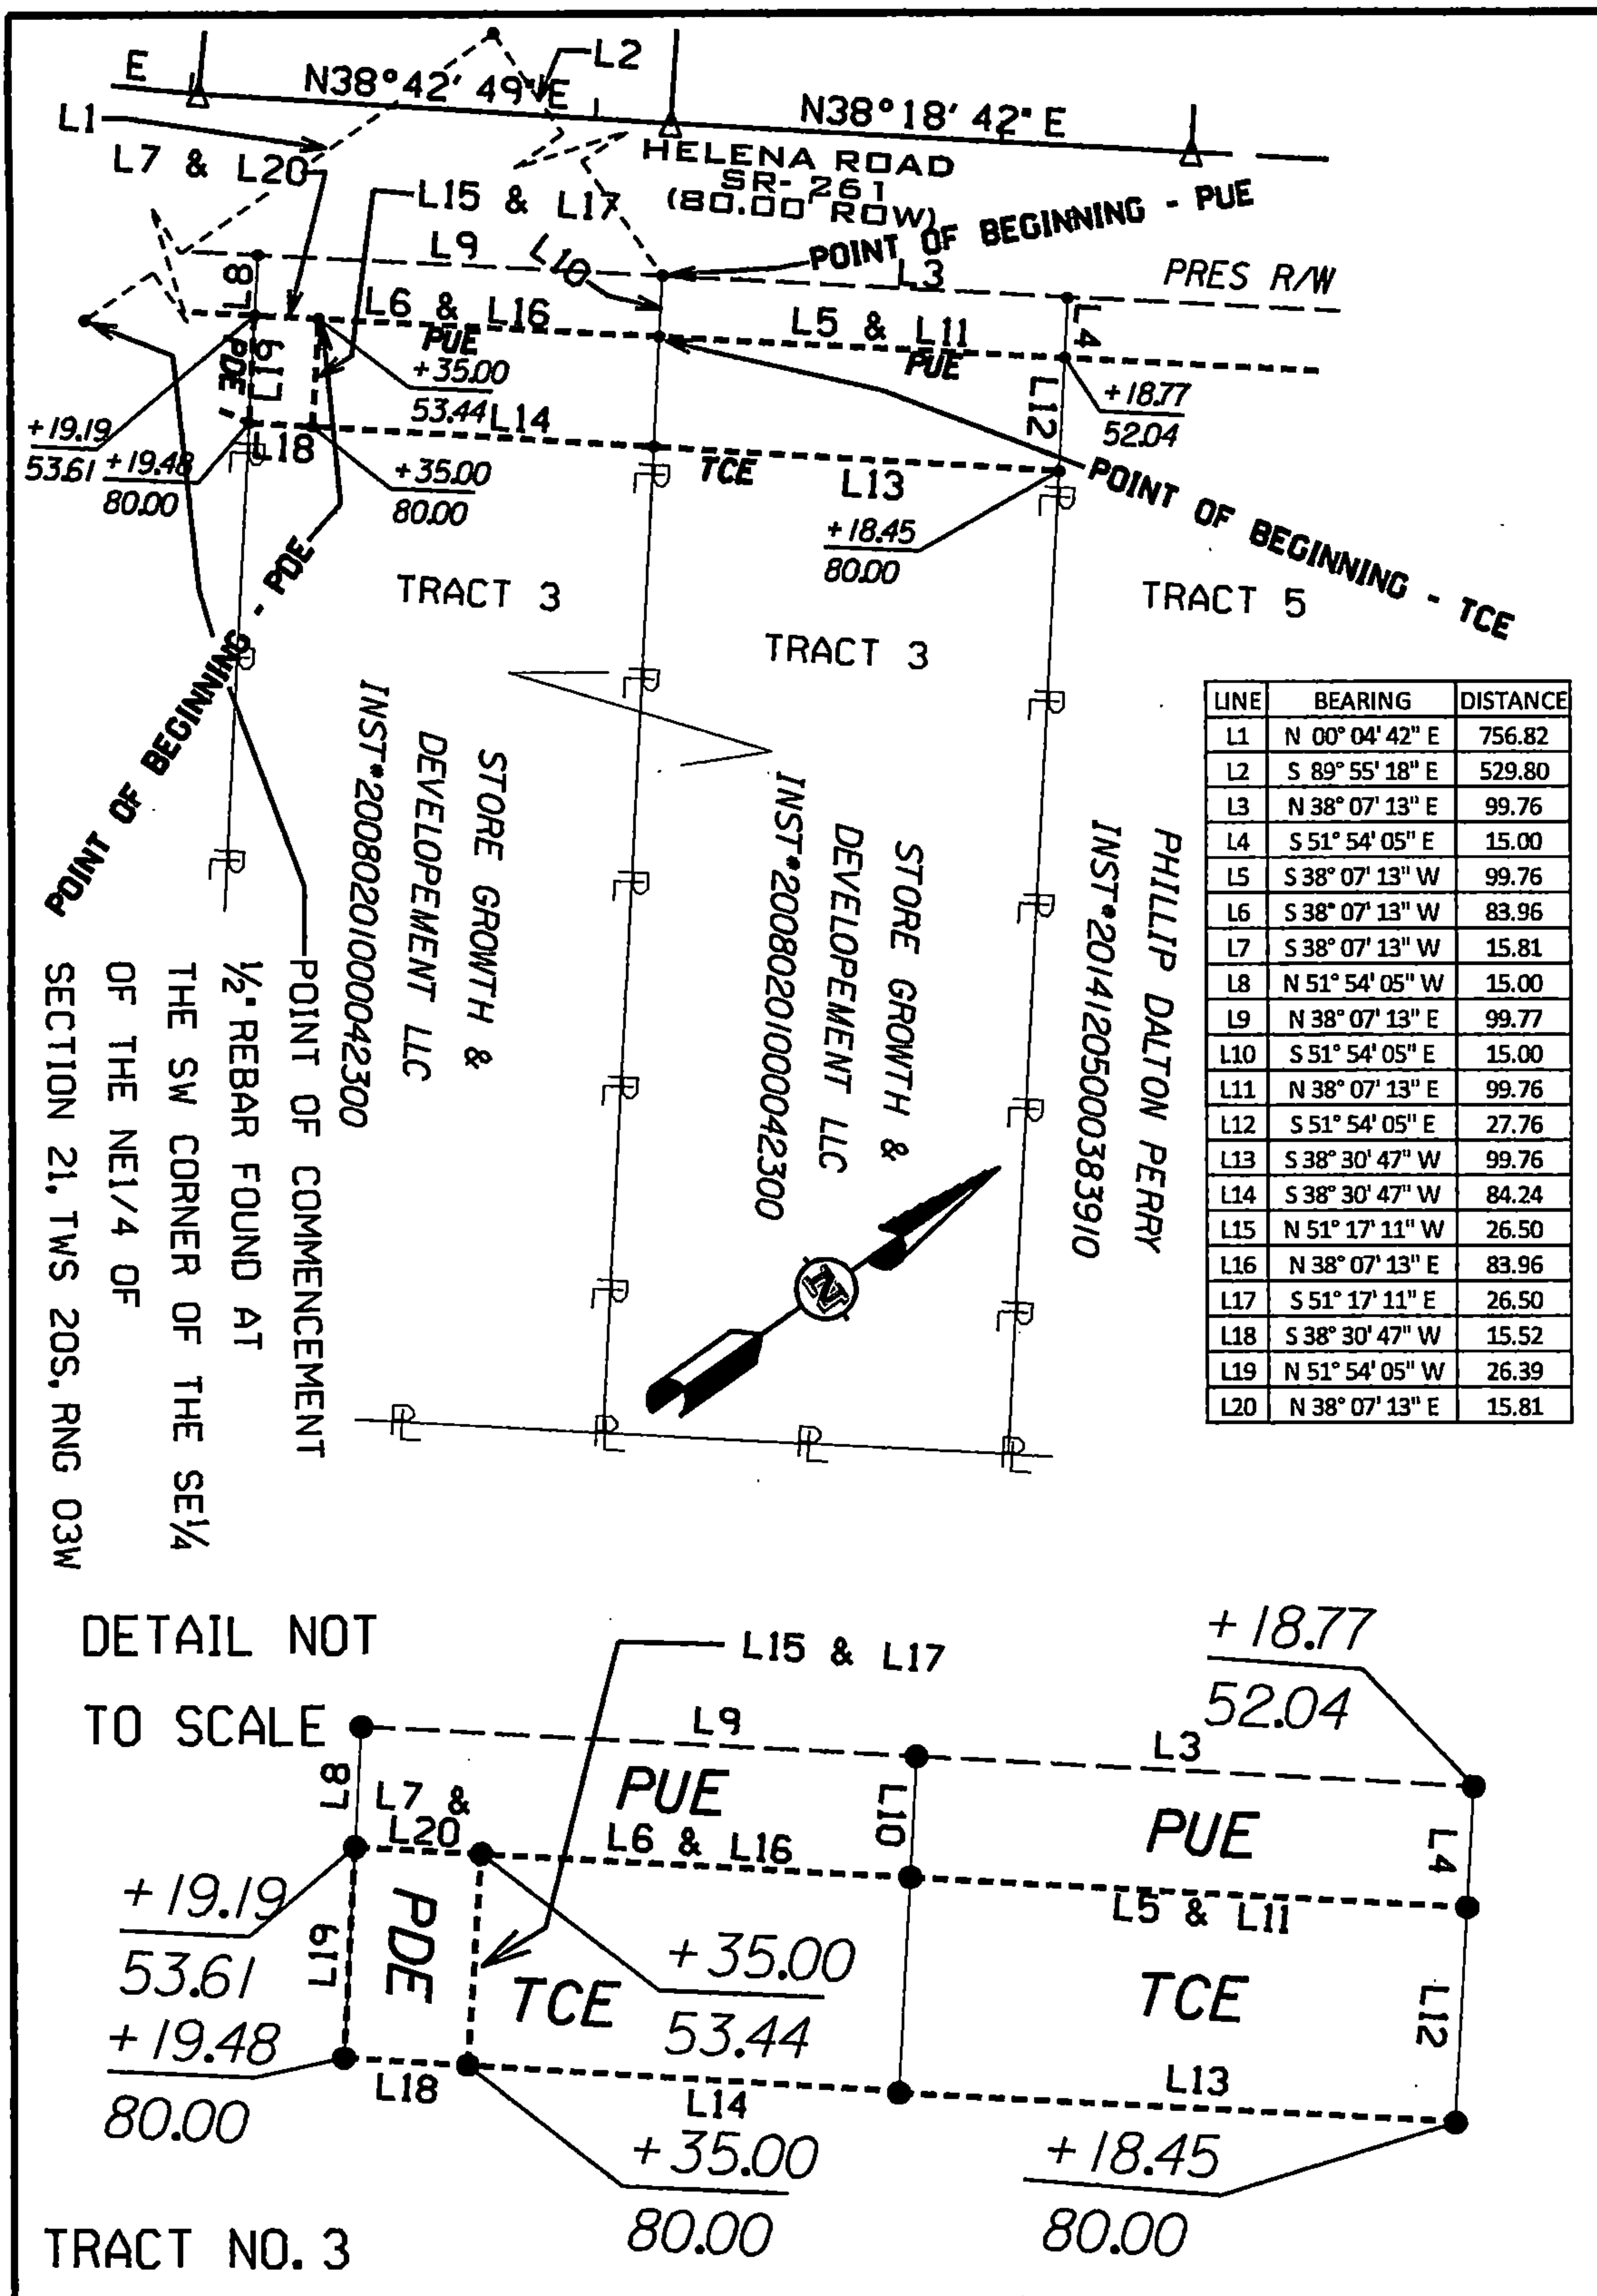 E
N38°42' 49" E
L2
N38°18' 42" E
L1
L7 & L20
HELENA ROAD
SR- 261
(80.00' ROW)
L15 & L17
POINT OF BEGINNING - PUE
L9
L10
L3
PRES R/W
L8
L6 & L16
PUE
L5 & L11
PUE
L4
PDE
L19
+35.00
53.44
L14
+18.77
52.04
L12
+19.19
53.61
+19.48
80.00
L18
+35.00
80.00
TCE
L13
+18.45
80.00
POINT OF BEGINNING - TCE
POINT OF BEGINNING - PDE
TRACT 3
TRACT 3
TRACT 5
STORE GROWTH &
DEVELOPEMENT LLC
INST*20080201000042300
STORE GROWTH &
DEVELOPEMENT LLC
INST*20080201000042300
PHILLIP DALTON PERRY
INST*20141205000383910
POINT OF COMMENCEMENT
1/2" REBAR FOUND AT
THE SW CORNER OF THE SE1/4
OF THE NE1/4 OF
SECTION 21, TWS 20S, RNG 03W
N
LINE BEARING DISTANCE
L1 N 00° 04' 42" E 756.82
L2 S 89° 55' 18" E 529.80
L3 N 38° 07' 13" E 99.76
L4 S 51° 54' 05" E 15.00
L5 S 38° 07' 13" W 99.76
L6 S 38° 07' 13" W 83.96
L7 S 38° 07' 13" W 15.81
L8 N 51° 54' 05" W 15.00
L9 N 38° 07' 13" E 99.77
L10 S 51° 54' 05" E 15.00
L11 N 38° 07' 13" E 99.76
L12 S 51° 54' 05" E 27.76
L13 S 38° 30' 47" W 99.76
L14 S 38° 30' 47" W 84.24
L15 N 51° 17' 11" W 26.50
L16 N 38° 07' 13" E 83.96
L17 S 51° 17' 11" E 26.50
L18 S 38° 30' 47" W 15.52
L19 N 51° 54' 05" W 26.39
L20 N 38° 07' 13" E 15.81
DETAIL NOT
TO SCALE
L15 & L17
+18.77
52.04
L9
L3
L8
L7 &
L20
PUE
L6 & L16
L10
PUE
L4
L5 & L11
+19.19
53.61
L19
PDE
TCE
+35.00
53.44
TCE
L12
+19.48
80.00
L18
L14
L13
+35.00
80.00
+18.45
80.00
TRACT NO. 3